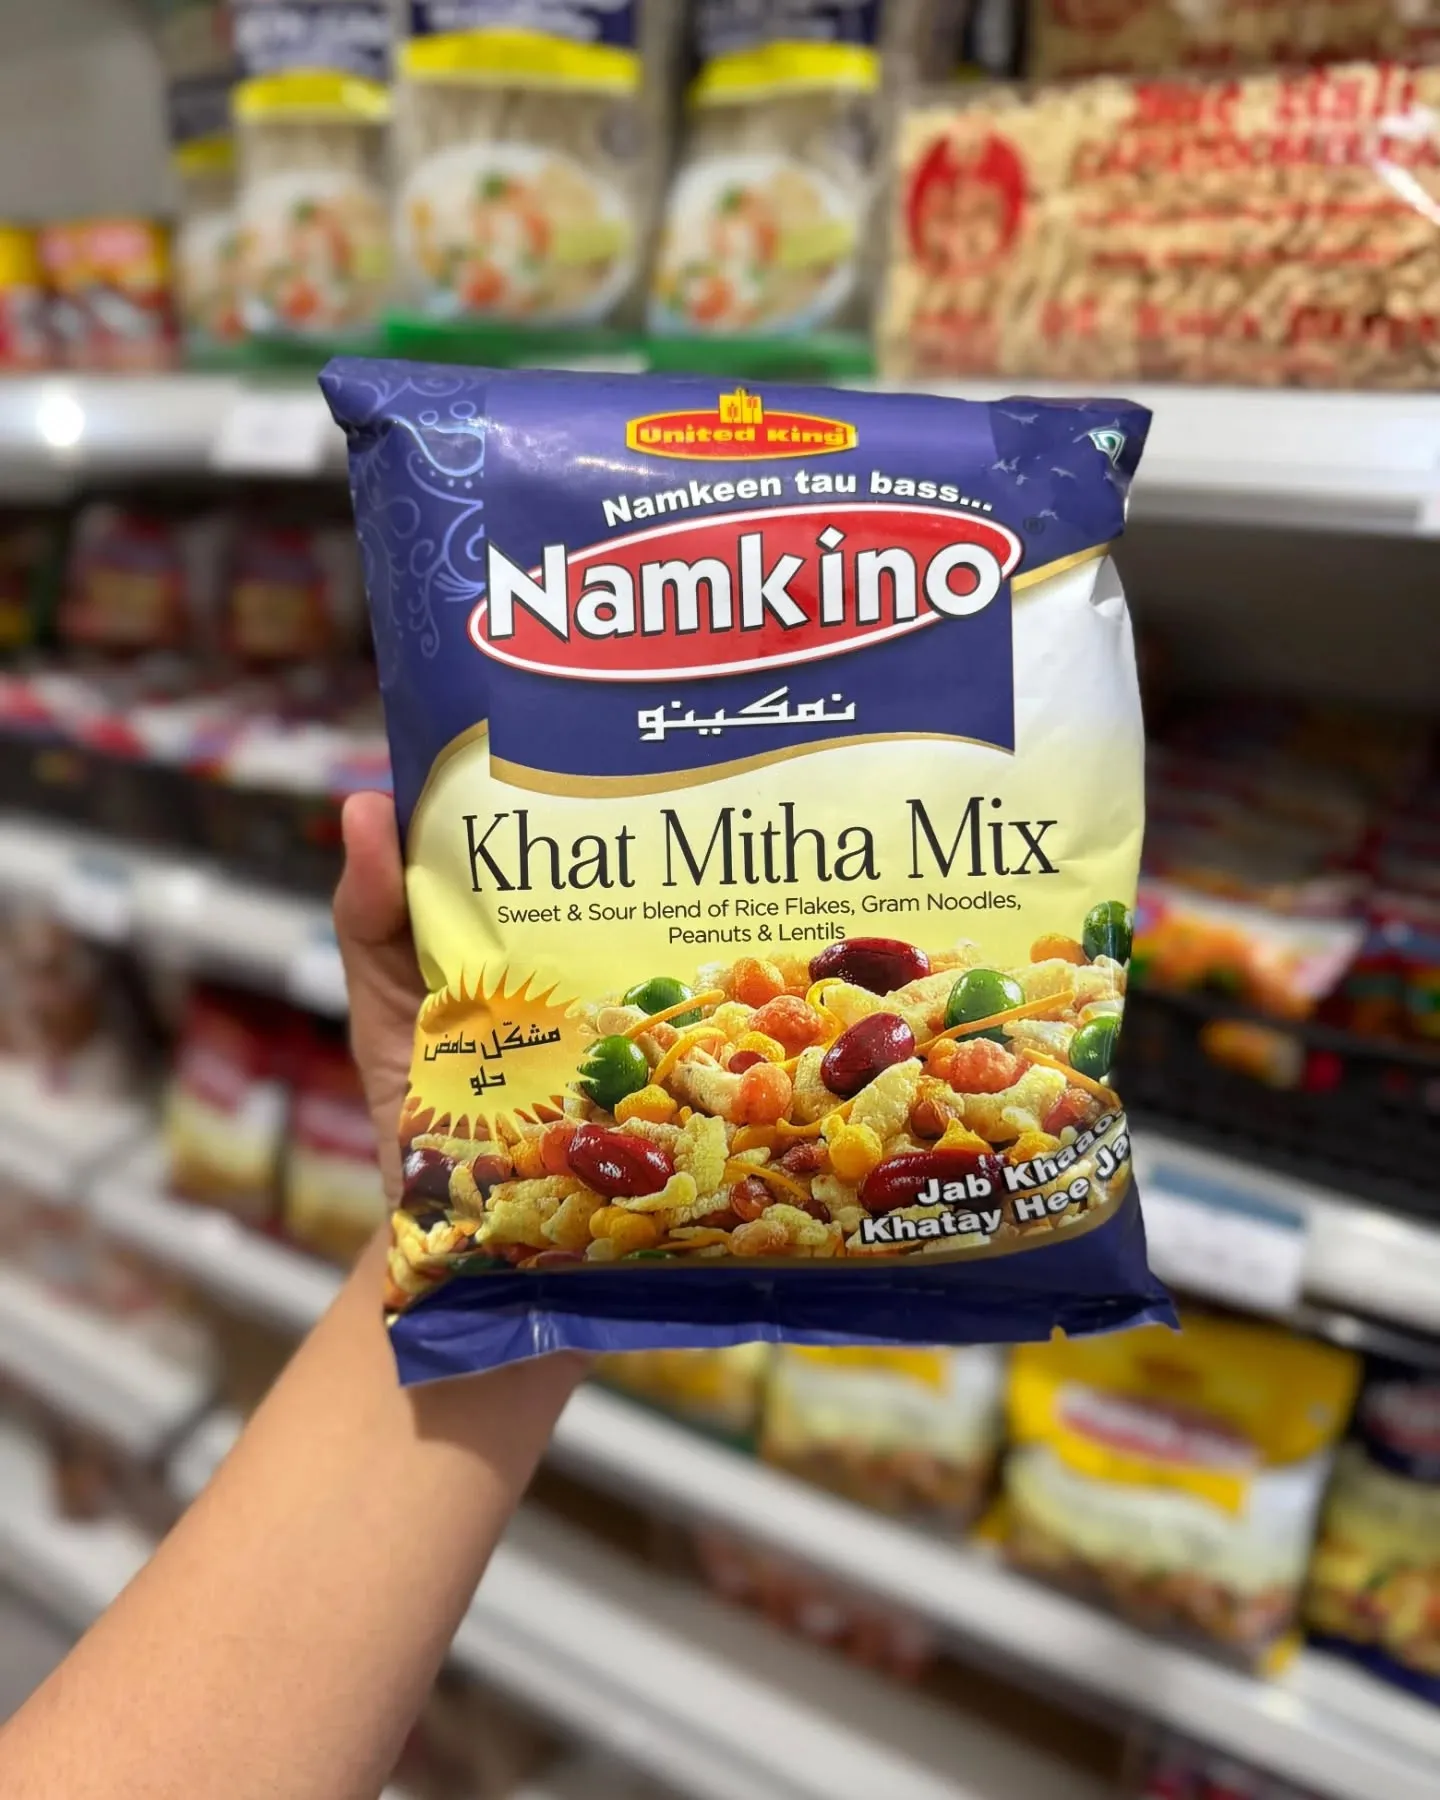 United King
Namkeen tau bass...
Namkino
®
نمکینو
Khat Mitha Mix
Sweet & Sour blend of Rice Flakes, Gram Noodles,
Peanuts & Lentils
مشكّل حامض
حلو
Jab Khaao
Khatay Hee